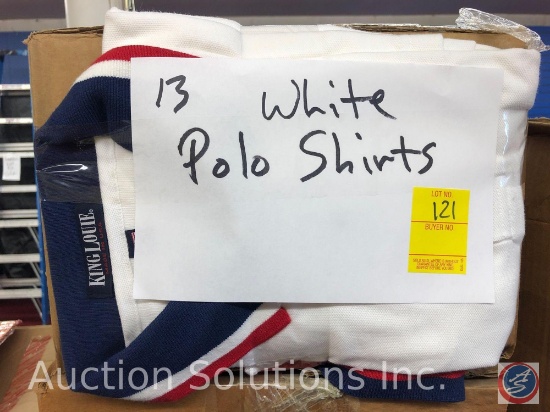 13 White
Polo Shirts
LOT NO.
121
BUYER NO.
KING LOUIE
Auction Solutions Inc.